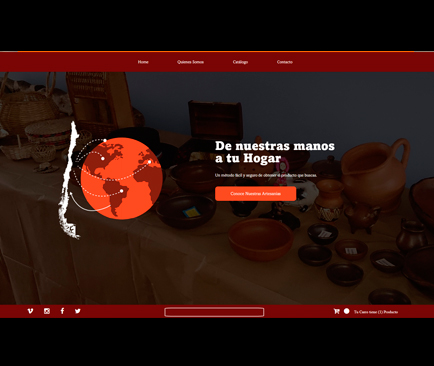 Home
Quienes Somos
Catálogo
Contacto
De nuestras manos
a tu Hogar
Un método fácil y seguro de obtener el producto que buscas.
Conoce Nuestras Artesanías
Tu Carro tiene (1) Producto